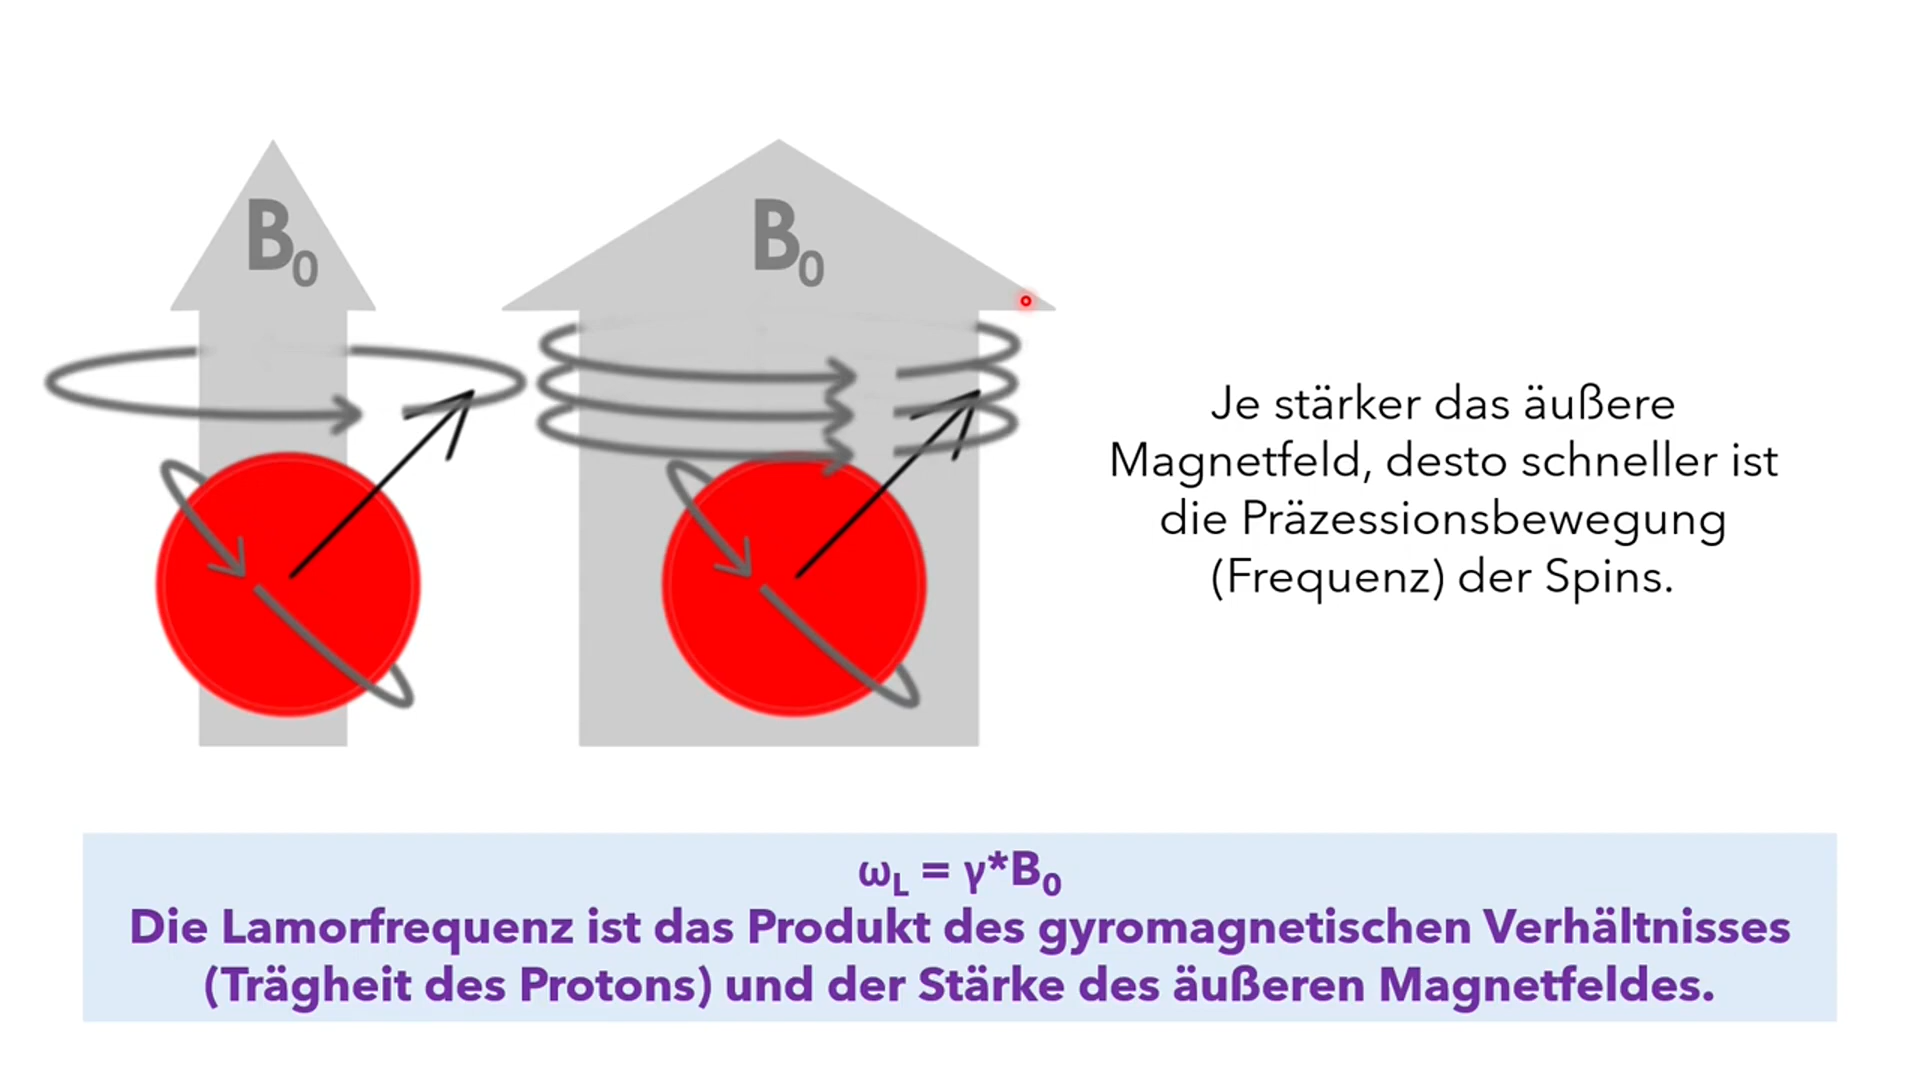 B₀
B₀
Je stärker das äußere
Magnetfeld, desto schneller ist
die Präzessionsbewegung
(Frequenz) der Spins.
ω_L = γ*B₀
Die Lamorfrequenz ist das Produkt des gyromagnetischen Verhältnisses
(Trägheit des Protons) und der Stärke des äußeren Magnetfeldes.